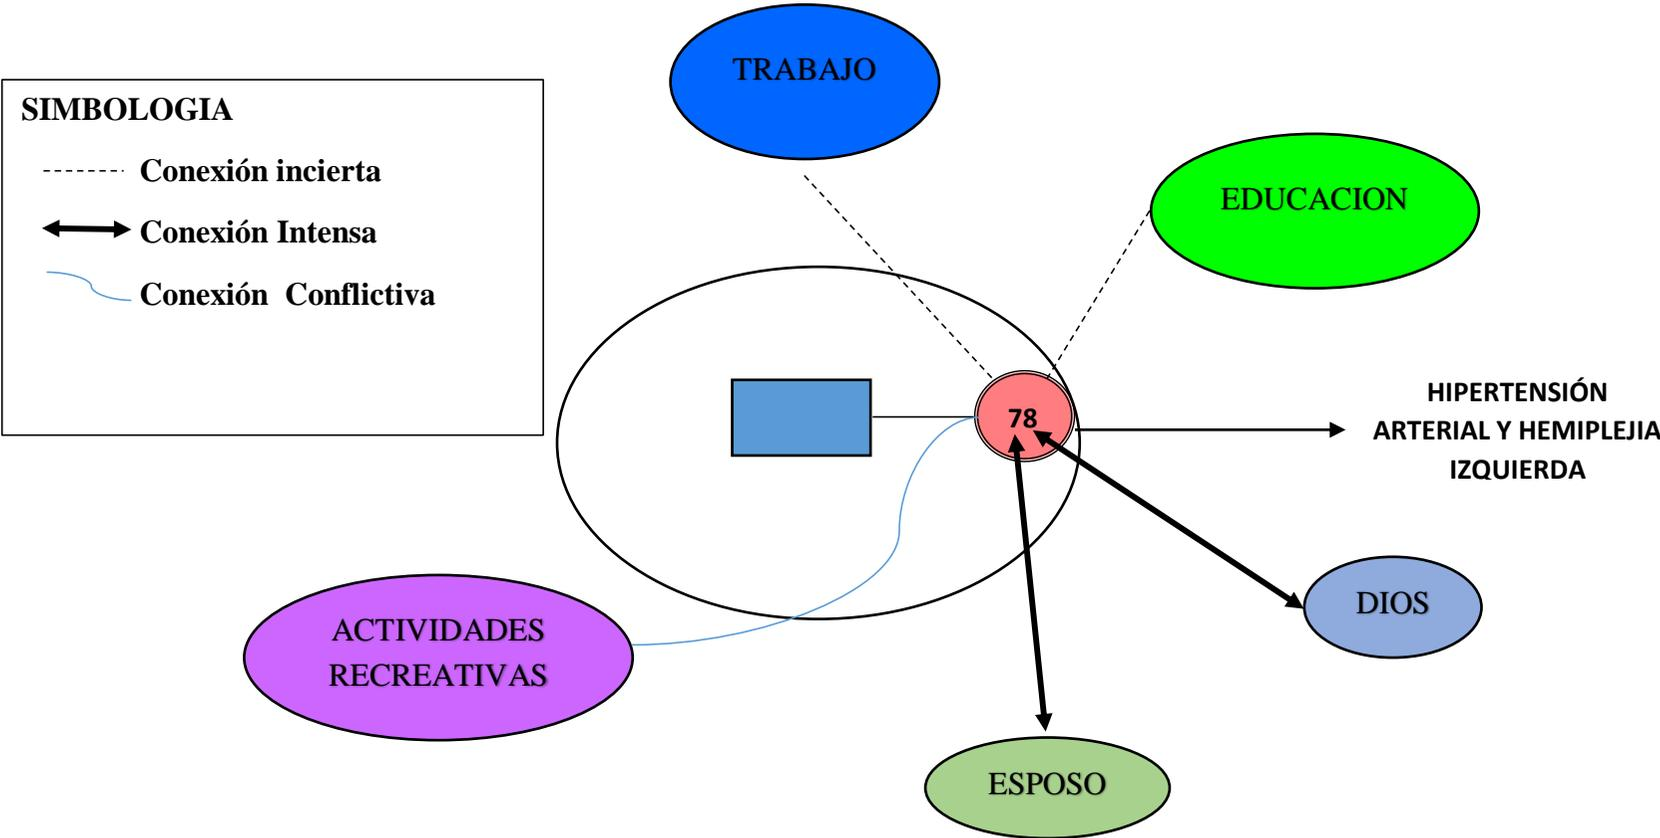 TRABAJO
SIMBOLOGIA
Conexión incierta
Conexión Intensa
Conexión Conflictiva
EDUCACION
78
HIPERTENSIÓN
ARTERIAL Y HEMIPLEJIA
IZQUIERDA
DIOS
ACTIVIDADES
RECREATIVAS
ESPOSO